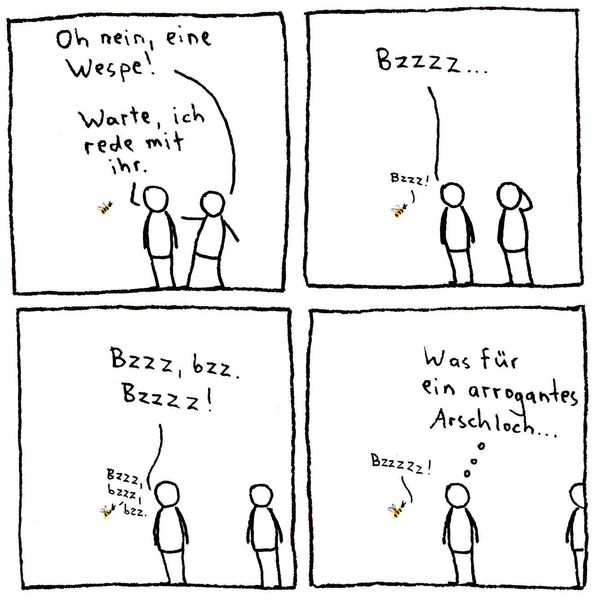 Oh nein, eine
Wespe!
Warte, ich
rede mit
ihr.
Bzzzz...
Bzzz!
Bzzz, bzz.
Bzzzz!
Bzzz,
bzzz,
bzz.
Was für
ein arrogantes
Arschloch...
Bzzzzz!